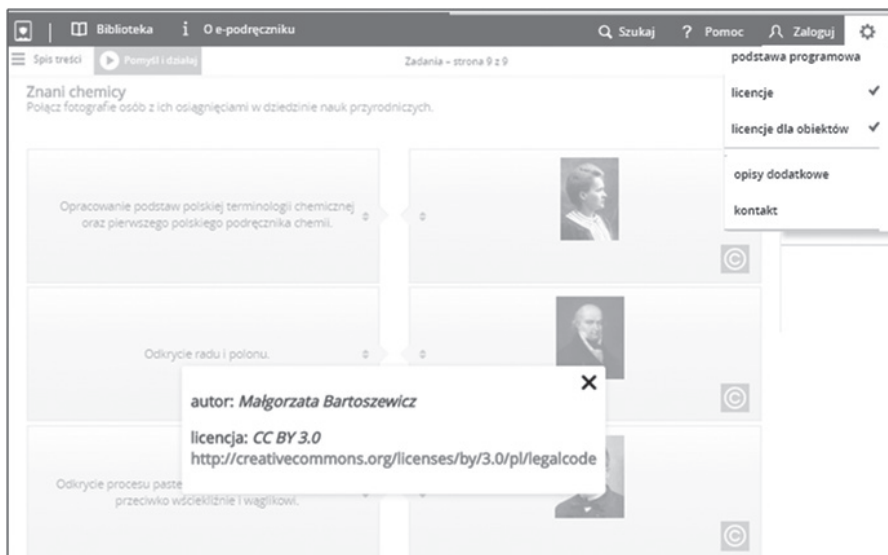 Biblioteka
i O e-podręczniku
Szukaj
? Pomoc
Zaloguj
Spis treści
Pomyśl i działaj
Zadania – strona 9 z 9
podstawa programowa
licencje
licencje dla obiektów
opisy dodatkowe
kontakt
Znani chemicy
Połącz fotografie osób z ich osiągnięciami w dziedzinie nauk przyrodniczych.
Opracowanie podstaw polskiej terminologii chemicznej
oraz pierwszego polskiego podręcznika chemii.
©
Odkrycie radu i polonu.
©
autor: Małgorzata Bartoszewicz
licencja: CC BY 3.0
http://creativecommons.org/licenses/by/3.0/pl/legalcode
Odkrycie procesu
przeciwko wściekliźnie i wąglikowi.
©